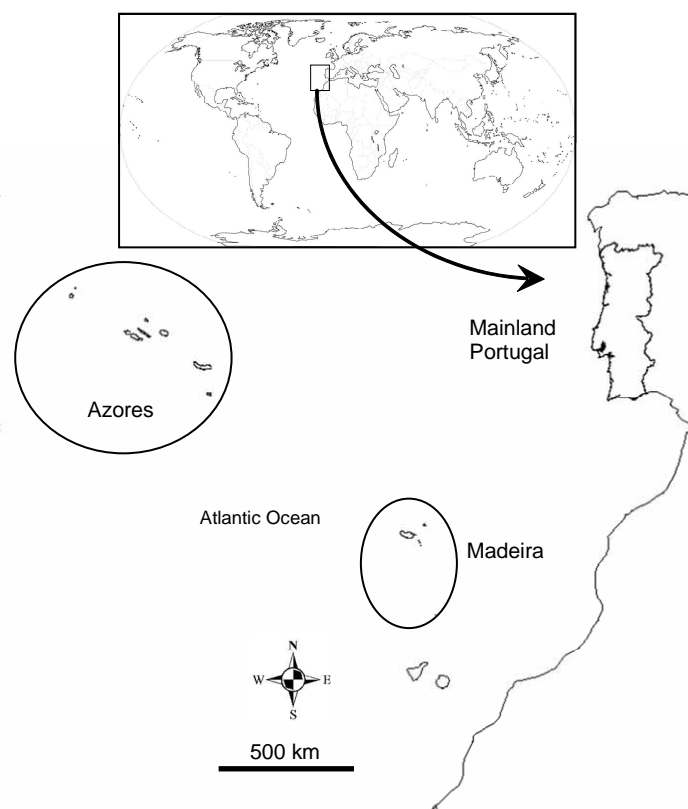 Mainland
Portugal
Azores
Atlantic Ocean
Madeira
N
W
E
S
500 km